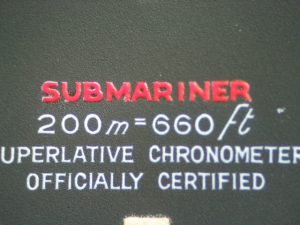 SUBMARINER
200m=660ft
UPERLATIVE CHRONOMETER
OFFICIALLY CERTIFIED